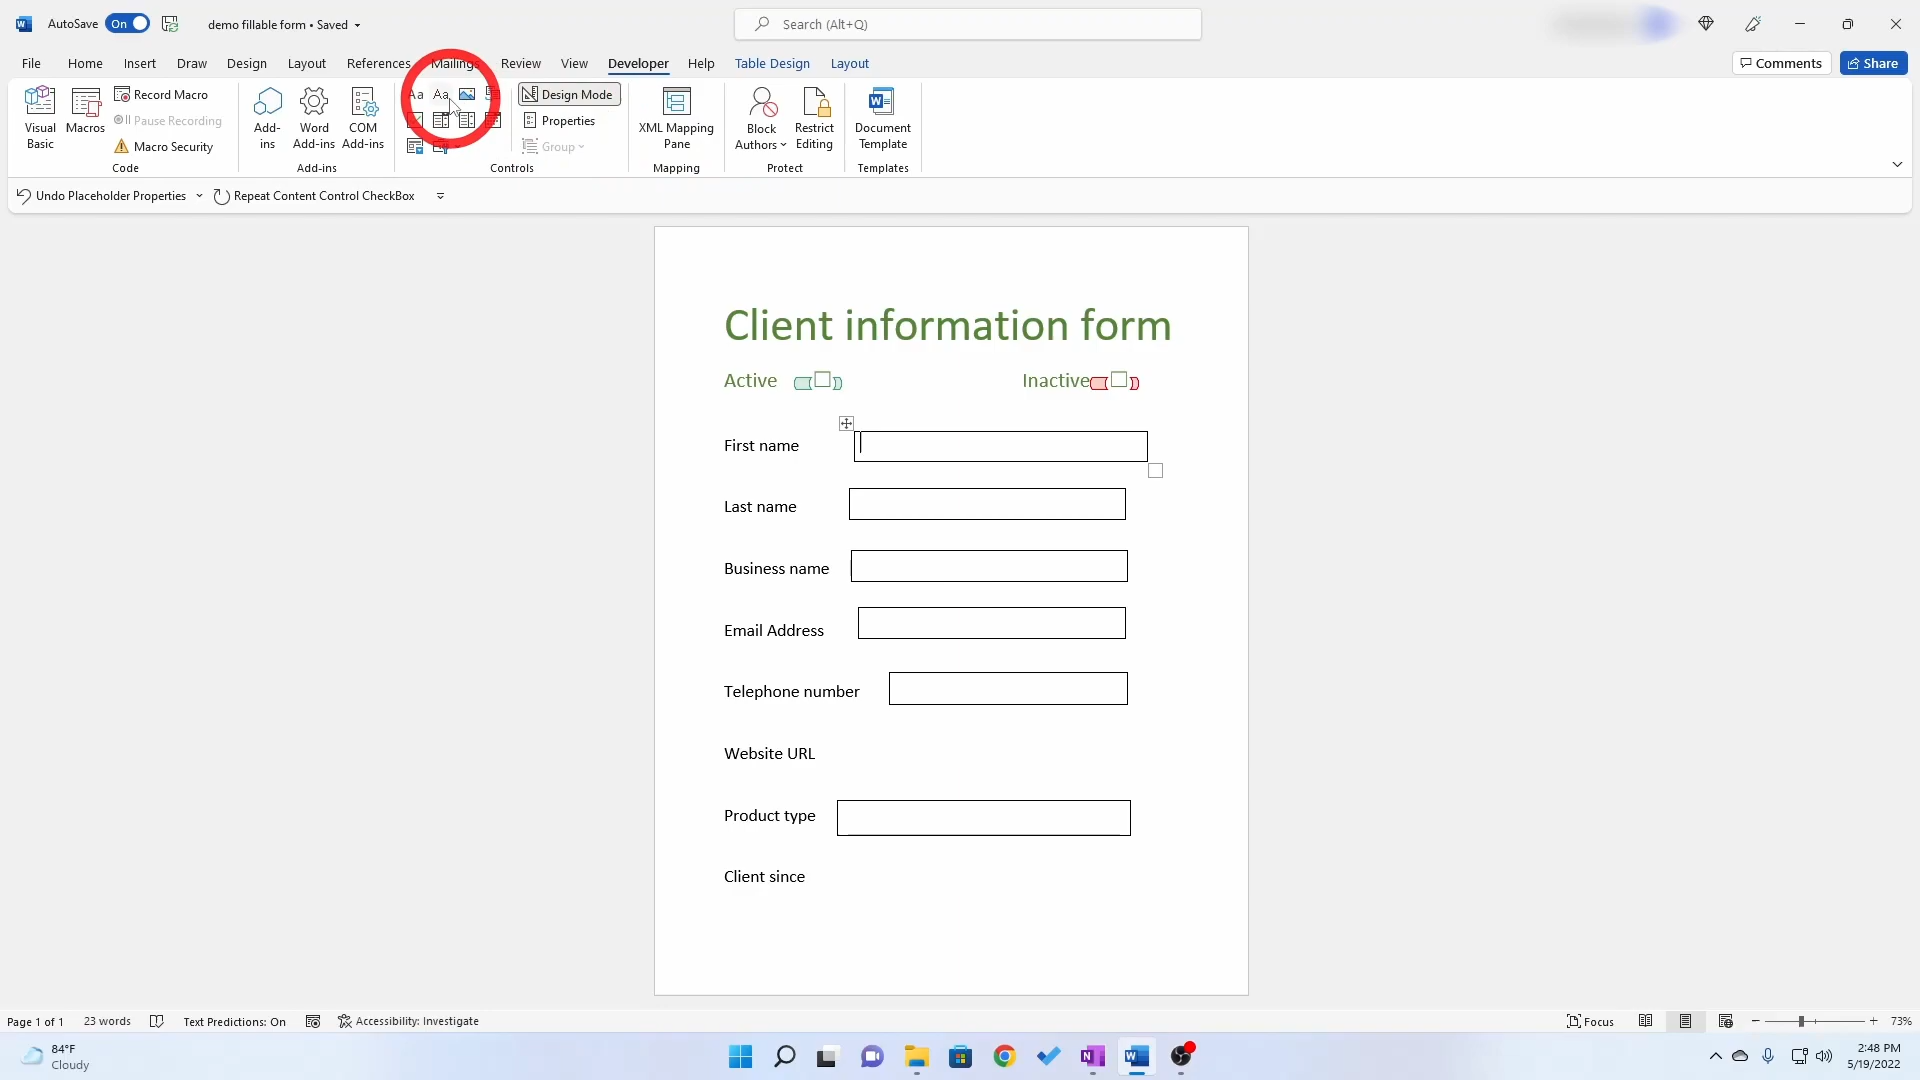 AutoSave On demo fillable form • Saved Search (Alt+Q)
File Home Insert Draw Design Layout References Mailings Review View Developer Help Table Design Layout Comments Share
Visual Basic
Macros
Record Macro
Pause Recording
Macro Security
Code
Add-ins
Word Add-ins
COM Add-ins
Add-ins
Aa Aa
Design Mode
Properties
Group
Controls
XML Mapping Pane
Mapping
Block Authors
Restrict Editing
Protect
Document Template
Templates
Undo Placeholder Properties Repeat Content Control CheckBox
Client information form
Active Inactive
First name
Last name
Business name
Email Address
Telephone number
Website URL
Product type
Client since
Page 1 of 1 23 words Text Predictions: On Accessibility: Investigate Focus 73%
84°F
Cloudy
2:48 PM
5/19/2022